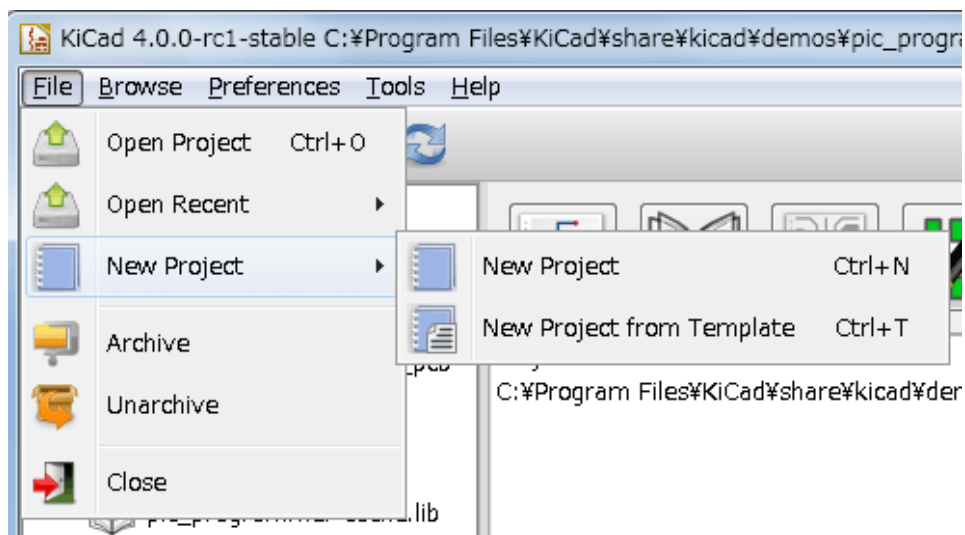 KiCad 4.0.0-rc1-stable C:¥Program Files¥KiCad¥share¥kicad¥demos¥pic_progra
File Browse Preferences Tools Help
Open Project Ctrl+O
Open Recent
New Project
New Project Ctrl+N
New Project from Template Ctrl+T
Archive
_pcb
C:¥Program Files¥KiCad¥share¥kicad¥der
Unarchive
Close
.lib